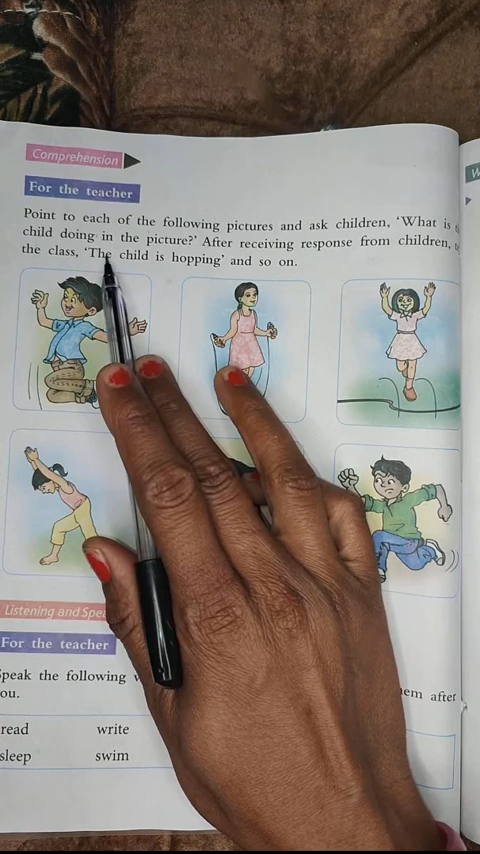 Comprehension
For the teacher
Point to each of the following pictures and ask children, 'What is
child doing in the picture?' After receiving response from children,
the class, 'The child is hopping' and so on.
Listening and Spea
For the teacher
Speak the following
ou.
em after
read write
sleep swim